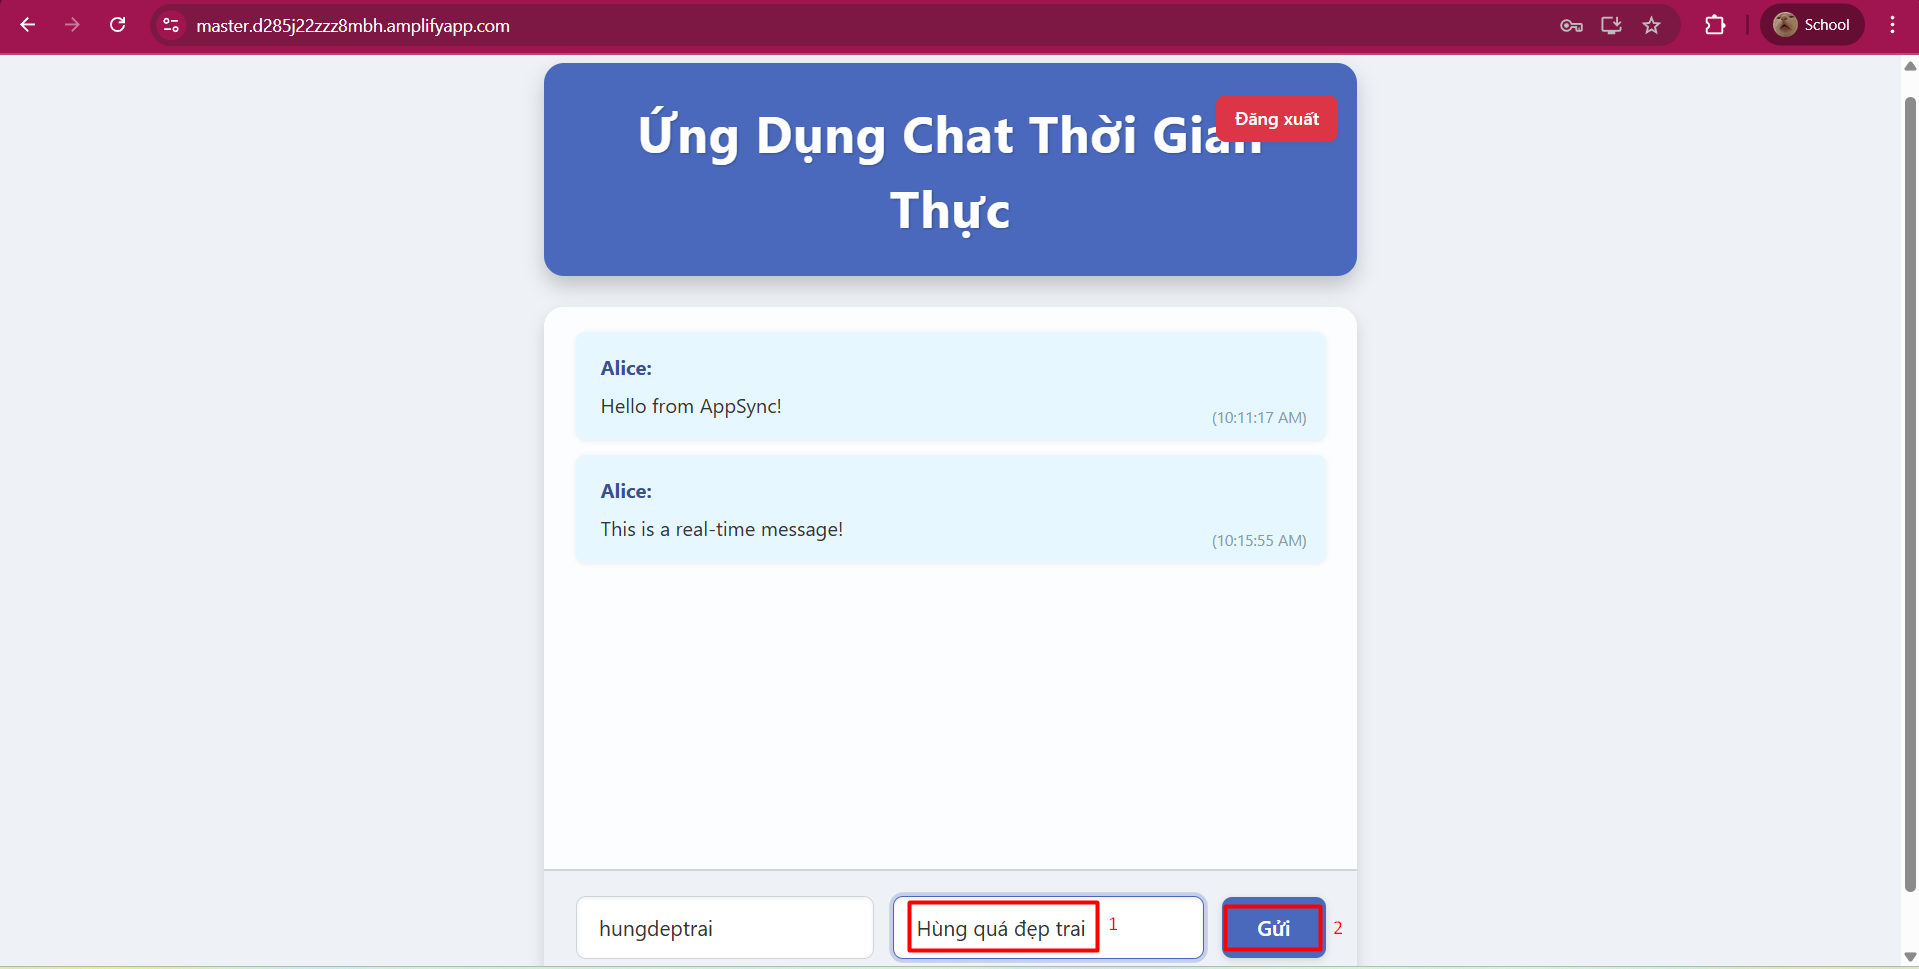 master.d285j22zzz8mbh.amplifyapp.com
School
Ứng Dụng Chat Thời Gian
Đăng xuất
Thực
Alice:
Hello from AppSync!
(10:11:17 AM)
Alice:
This is a real-time message!
(10:15:55 AM)
hungdeptrai
Hùng quá đẹp trai
1
Gửi
2